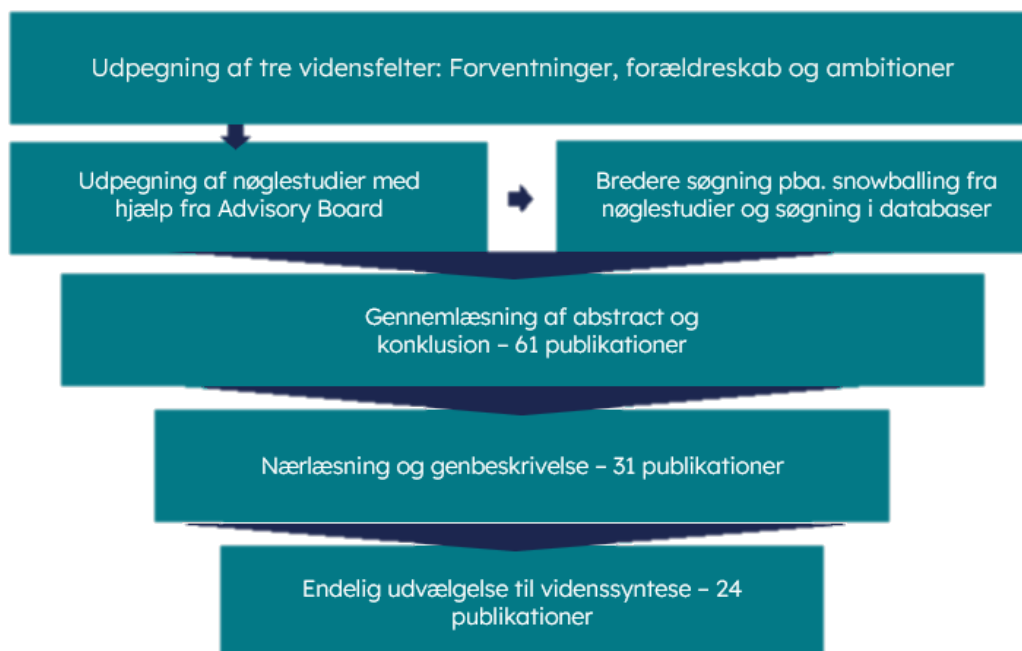 Udpegning af tre vidensfelter: Forventninger, forældreskab og ambitioner
Udpegning af nøglestudier med
hjælp fra Advisory Board
Bredere søgning pba. snowballing fra
nøglestudier og søgning i databaser
Gennemlæsning af abstract og
konklusion – 61 publikationer
Nærlæsning og genbeskrivelse – 31 publikationer
Endelig udvælgelse til videnssyntese – 24
publikationer